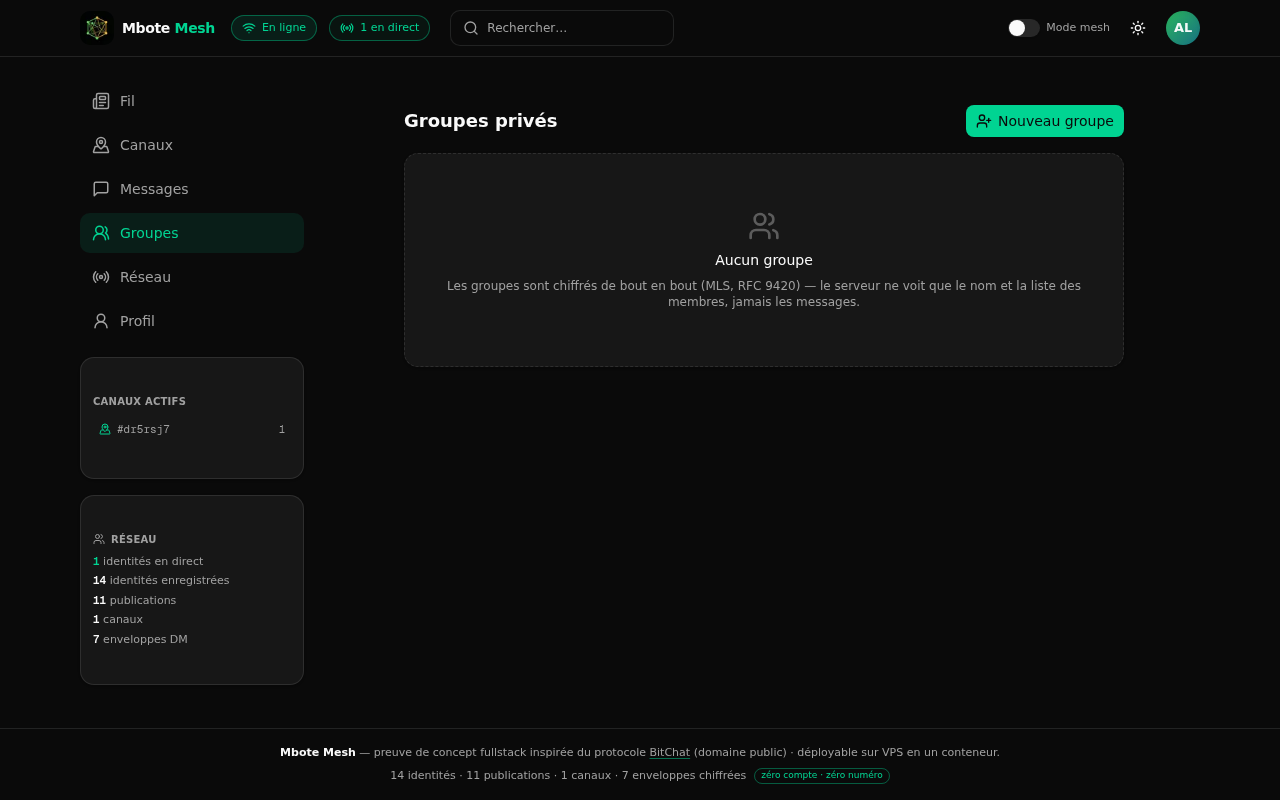 Mbote Mesh
En ligne
1 en direct
Rechercher...
Mode mesh
AL
Fil
Canaux
Messages
Groupes
Réseau
Profil
CANAUX ACTIFS
#dr5rsj7 1
RÉSEAU
1 identités en direct
14 identités enregistrées
11 publications
1 canaux
7 enveloppes DM
Groupes privés
Nouveau groupe
Aucun groupe
Les groupes sont chiffrés de bout en bout (MLS, RFC 9420) — le serveur ne voit que le nom et la liste des
membres, jamais les messages.
Mbote Mesh — preuve de concept fullstack inspirée du protocole BitChat (domaine public) · déployable sur VPS en un conteneur.
14 identités · 11 publications · 1 canaux · 7 enveloppes chiffrées zéro compte · zéro numéro